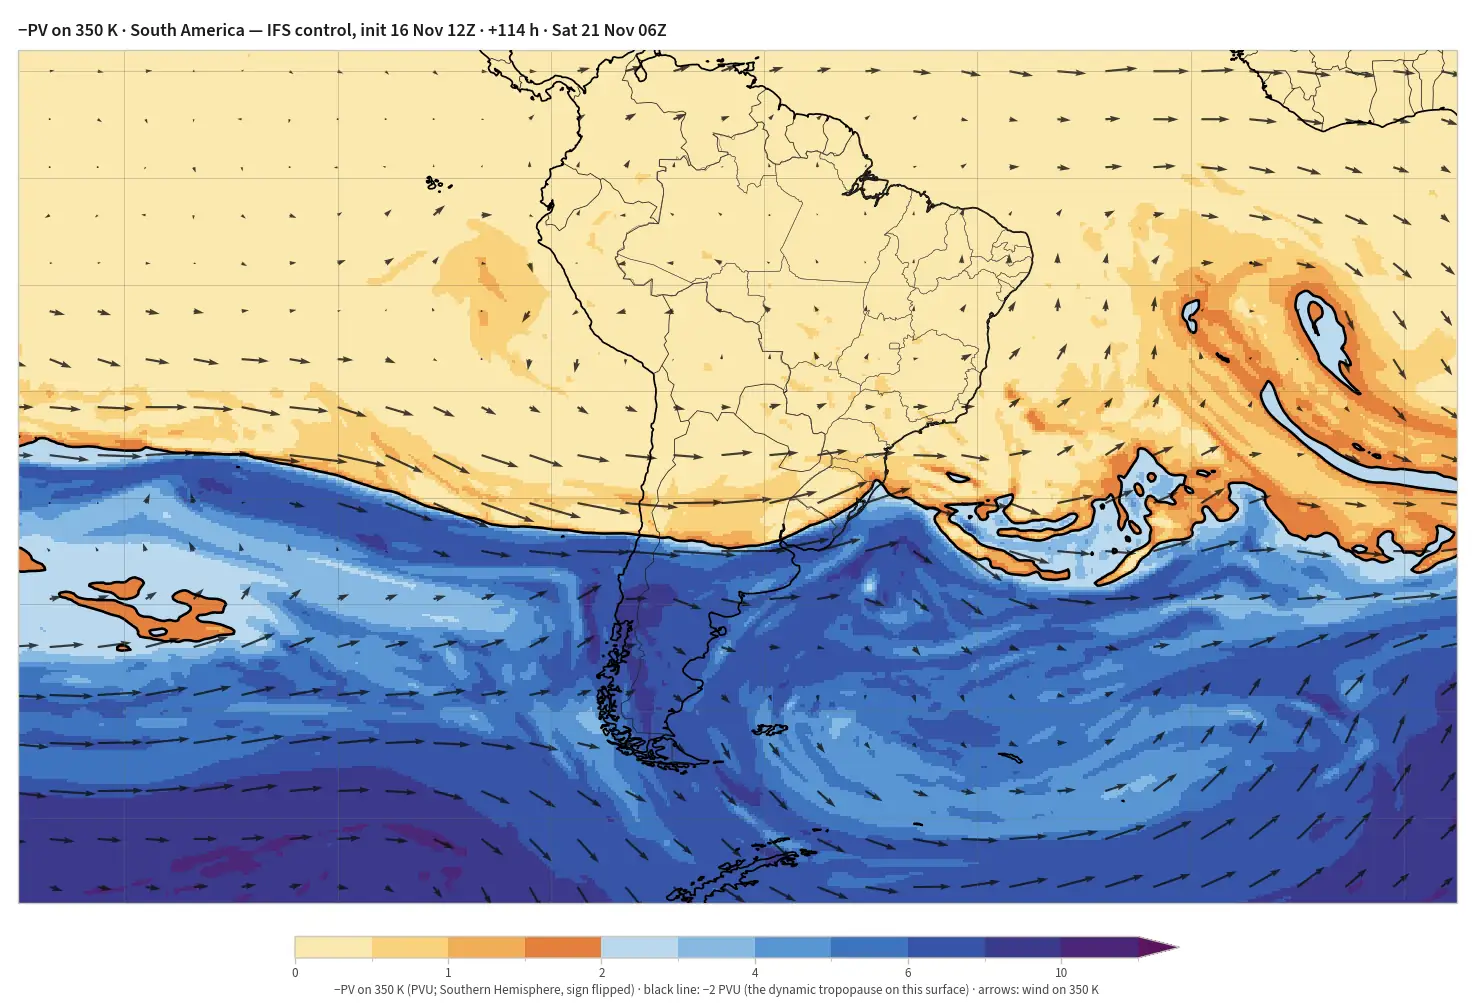 −PV on 350 K · South America — IFS control, init 16 Nov 12Z · +114 h · Sat 21 Nov 06Z
0 1 2 4 6 10
−PV on 350 K (PVU; Southern Hemisphere, sign flipped) · black line: −2 PVU (the dynamic tropopause on this surface) · arrows: wind on 350 K